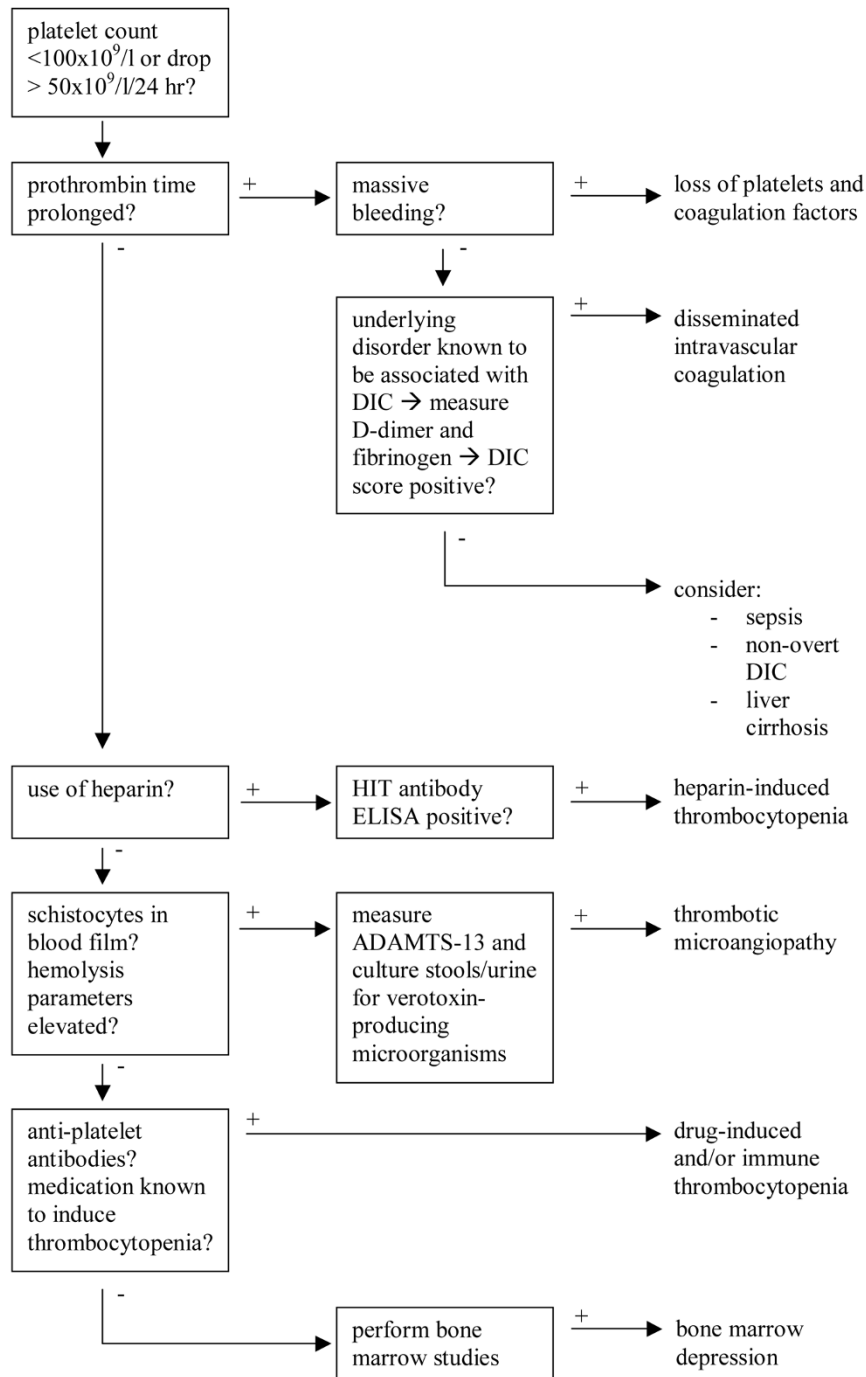 platelet count
<100x10⁹/l or drop
> 50x10⁹/l/24 hr?
prothrombin time
prolonged?
+
massive
bleeding?
+
loss of platelets and
coagulation factors
-
-
underlying
disorder known to
be associated with
DIC → measure
D-dimer and
fibrinogen → DIC
score positive?
+
disseminated
intravascular
coagulation
-
consider:
- sepsis
- non-overt
DIC
- liver
cirrhosis
use of heparin?
+
HIT antibody
ELISA positive?
+
heparin-induced
thrombocytopenia
-
schistocytes in
blood film?
hemolysis
parameters
elevated?
+
measure
ADAMTS-13 and
culture stools/urine
for verotoxin-
producing
microorganisms
+
thrombotic
microangiopathy
-
anti-platelet
antibodies?
medication known
to induce
thrombocytopenia?
+
drug-induced
and/or immune
thrombocytopenia
-
perform bone
marrow studies
+
bone marrow
depression